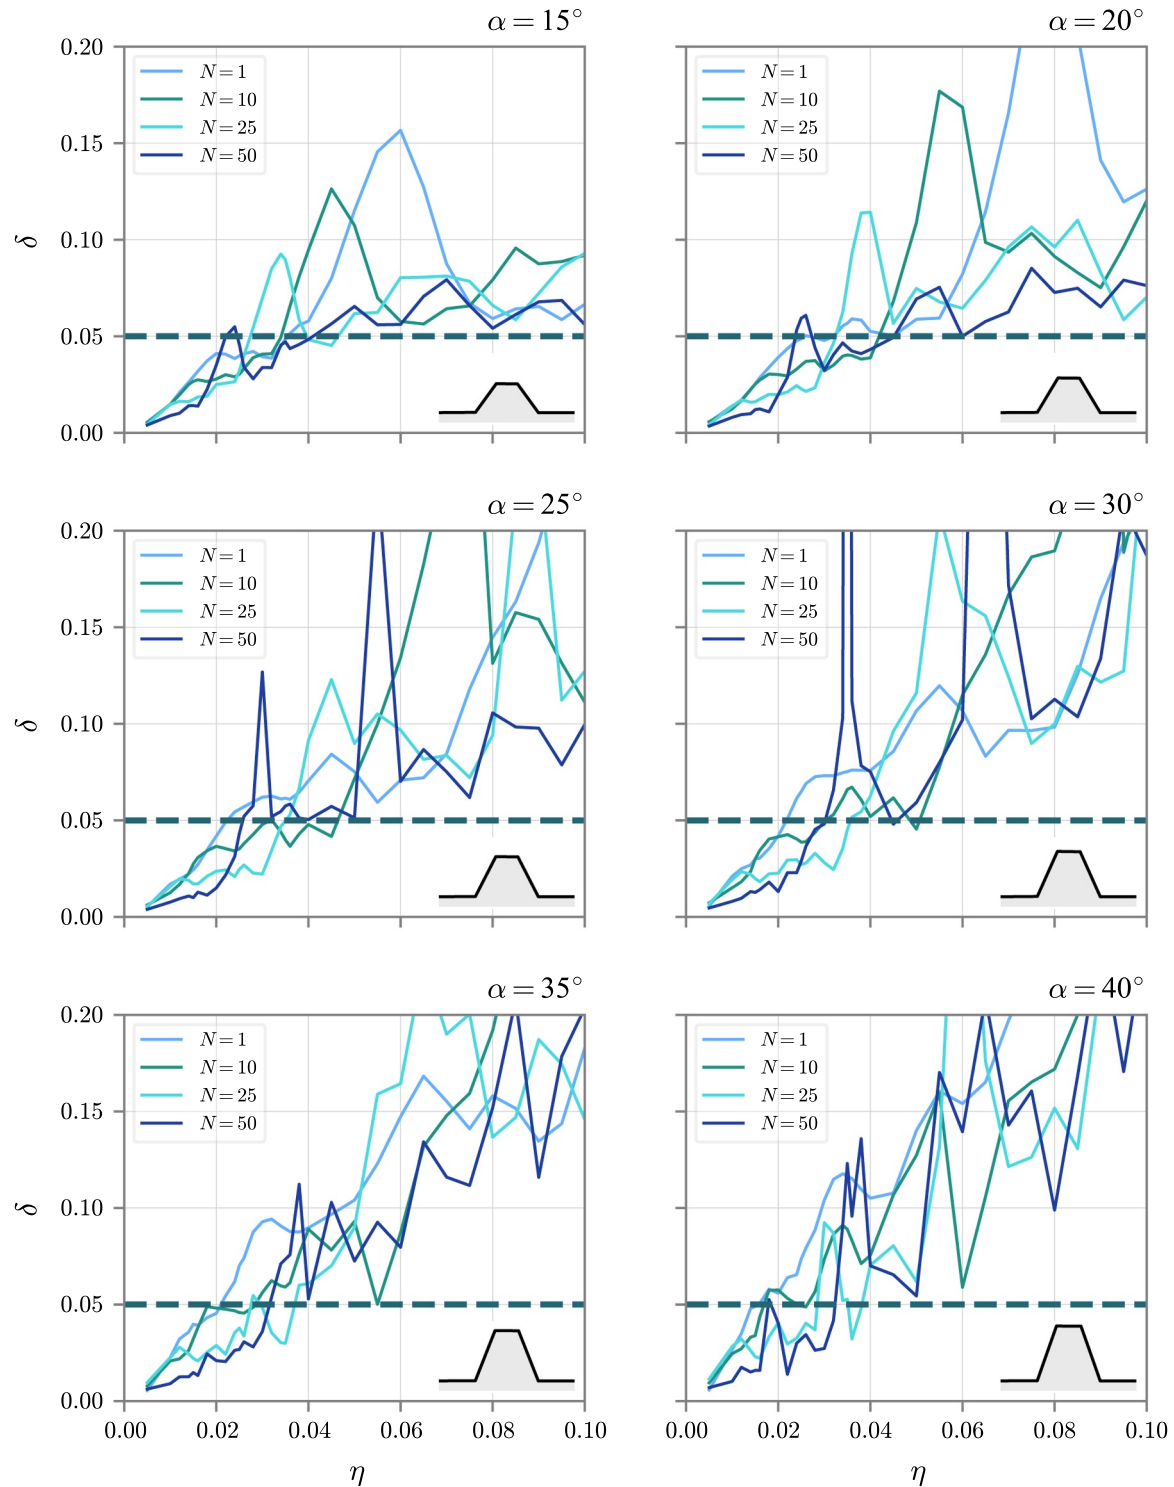 α = 15°
0.20
0.15
0.10
0.05
0.00
δ
N = 1
N = 10
N = 25
N = 50
α = 20°
N = 1
N = 10
N = 25
N = 50
α = 25°
0.20
0.15
0.10
0.05
0.00
δ
N = 1
N = 10
N = 25
N = 50
α = 30°
N = 1
N = 10
N = 25
N = 50
α = 35°
0.20
0.15
0.10
0.05
0.00
δ
N = 1
N = 10
N = 25
N = 50
0.00 0.02 0.04 0.06 0.08 0.10
η
α = 40°
N = 1
N = 10
N = 25
N = 50
0.00 0.02 0.04 0.06 0.08 0.10
η